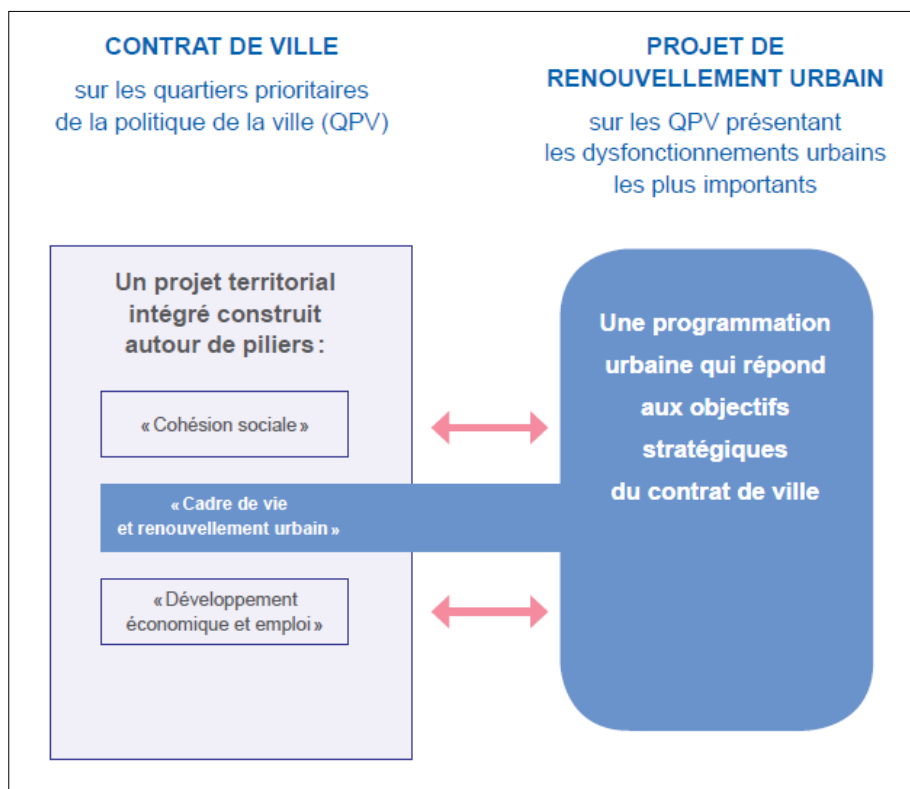 CONTRAT DE VILLE
sur les quartiers prioritaires
de la politique de la ville (QPV)
PROJET DE
RENOUVELLEMENT URBAIN
sur les QPV présentant
les dysfonctionnements urbains
les plus importants
Un projet territorial
intégré construit
autour de piliers :
« Cohésion sociale »
« Cadre de vie
et renouvellement urbain »
« Développement
économique et emploi »
Une programmation
urbaine qui répond
aux objectifs
stratégiques
du contrat de ville